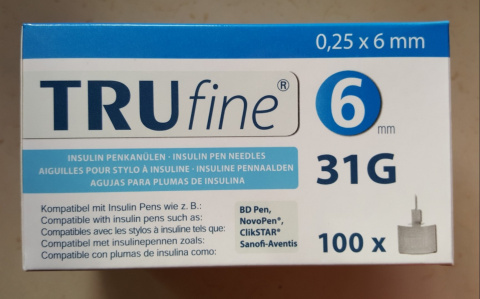 0,25 x 6 mm
TRUfine®
6 mm
INSULIN PENKANÜLEN · INSULIN PEN NEEDLES
AIGUILLES POUR STYLO À INSULINE · INSULINE PENNAALDEN
AGUJAS PARA PLUMAS DE INSULINA
31G
Kompatibel mit Insulin Pens wie z. B.:
Compatible with insulin pens such as:
Compatibles avec les stylos à insuline tels que:
Compatibel met insulinepennen zoals:
Compatible con plumas de insulina como:
BD Pen,
NovoPen®,
ClikSTAR®
Sanofi-Aventis
100 x